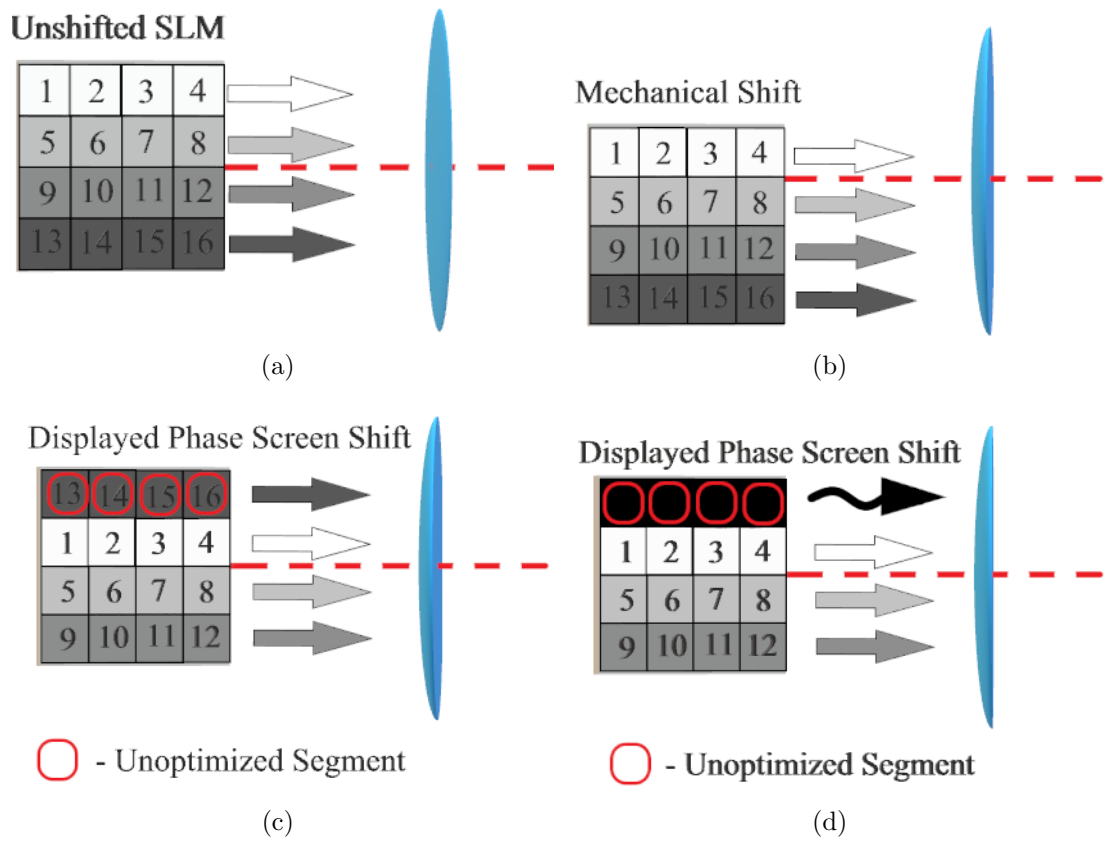 Unshifted SLM
1 2 3 4
5 6 7 8
9 10 11 12
13 14 15 16
(a)
Mechanical Shift
1 2 3 4
5 6 7 8
9 10 11 12
13 14 15 16
(b)
Displayed Phase Screen Shift
13 14 15 16
1 2 3 4
5 6 7 8
9 10 11 12
- Unoptimized Segment
(c)
Displayed Phase Screen Shift
1 2 3 4
5 6 7 8
9 10 11 12
- Unoptimized Segment
(d)